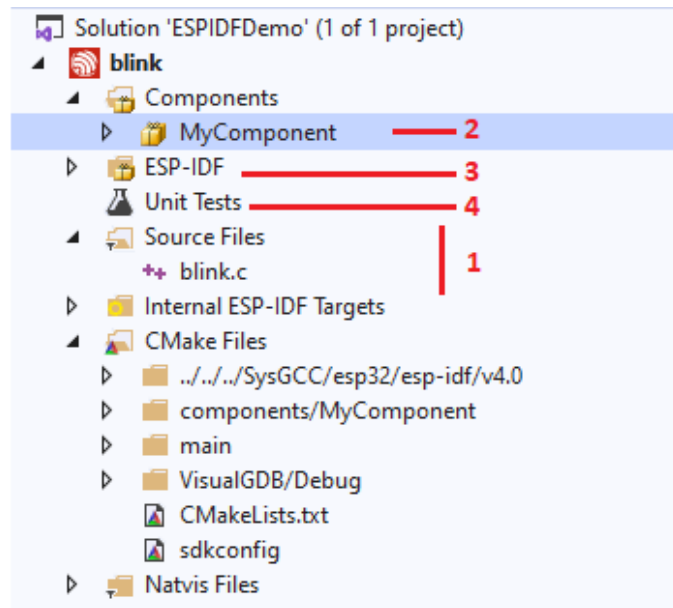 Solution 'ESPIDFDemo' (1 of 1 project)
blink
Components
MyComponent 2
ESP-IDF 3
Unit Tests 4
Source Files
1
blink.c
Internal ESP-IDF Targets
CMake Files
../../../SysGCC/esp32/esp-idf/v4.0
components/MyComponent
main
VisualGDB/Debug
CMakeLists.txt
sdkconfig
Natvis Files